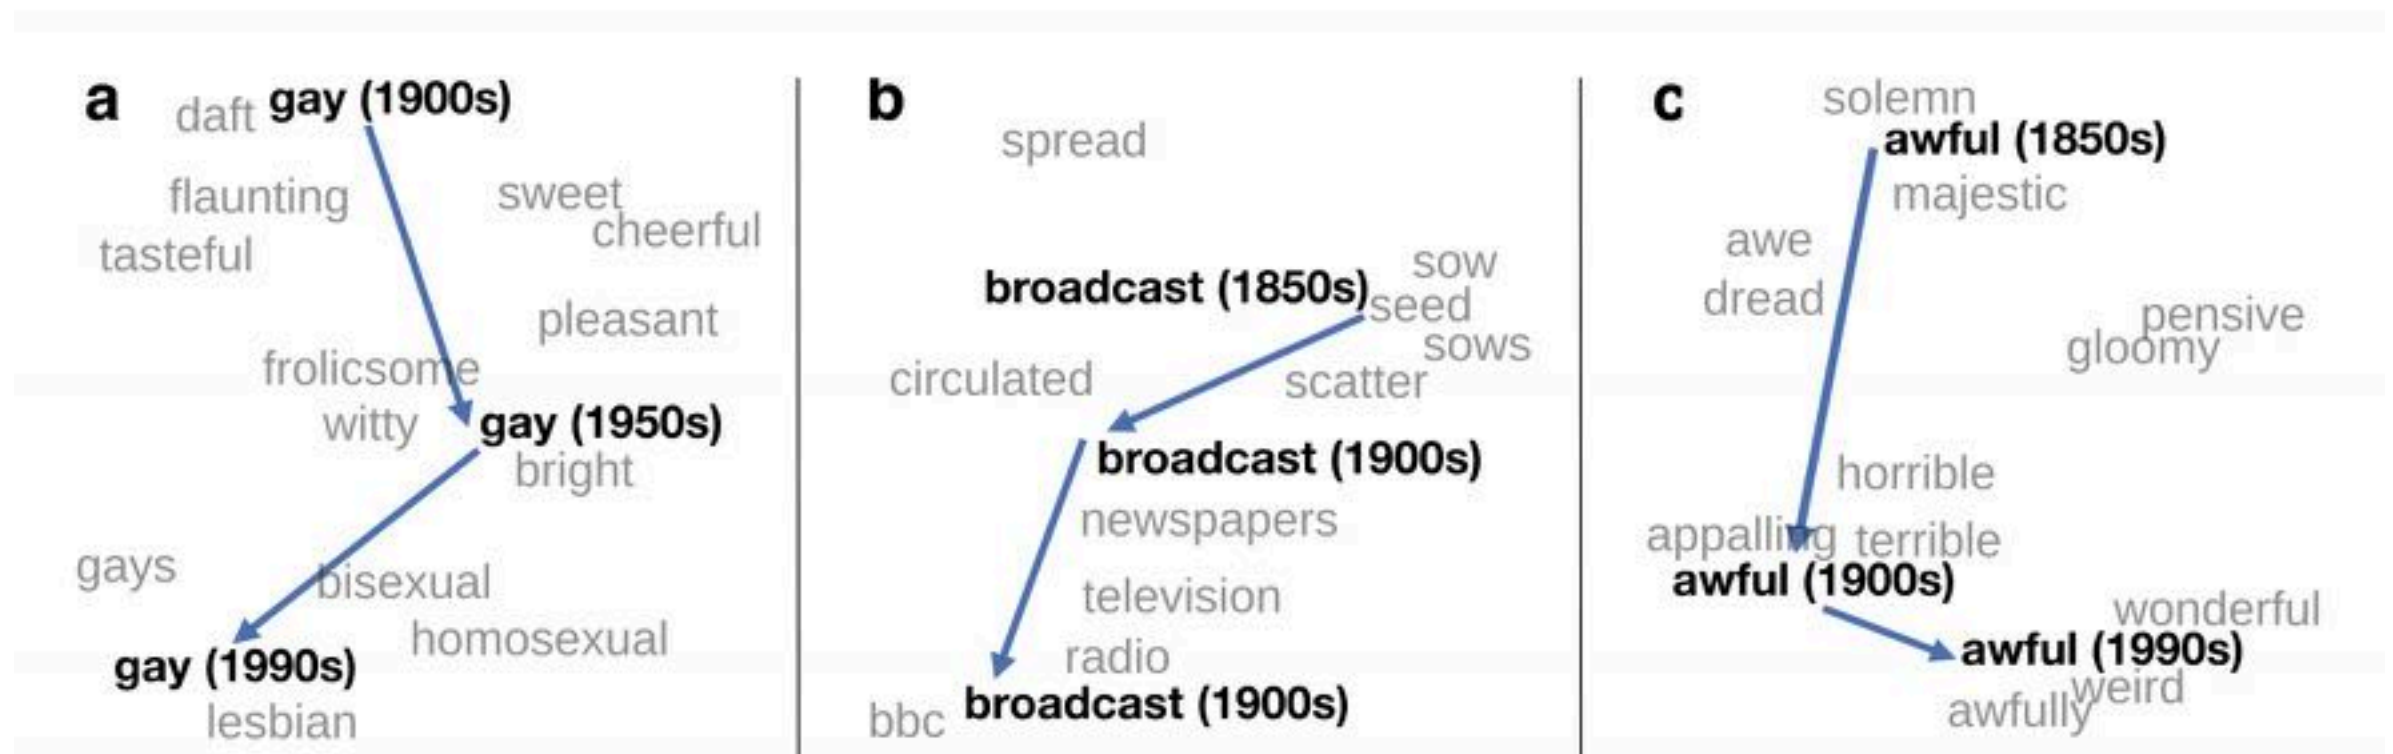 a
daft gay (1900s)
flaunting sweet
cheerful
tasteful
pleasant
frolicsome
witty gay (1950s)
bright
gays bisexual
homosexual
gay (1990s)
lesbian
b
spread
sow
broadcast (1850s)
seed
sows
circulated scatter
broadcast (1900s)
newspapers
television
radio
bbc broadcast (1900s)
c
solemn
awful (1850s)
majestic
awe
dread
pensive
gloomy
horrible
appalling terrible
awful (1900s)
wonderful
awful (1990s)
weird
awfully